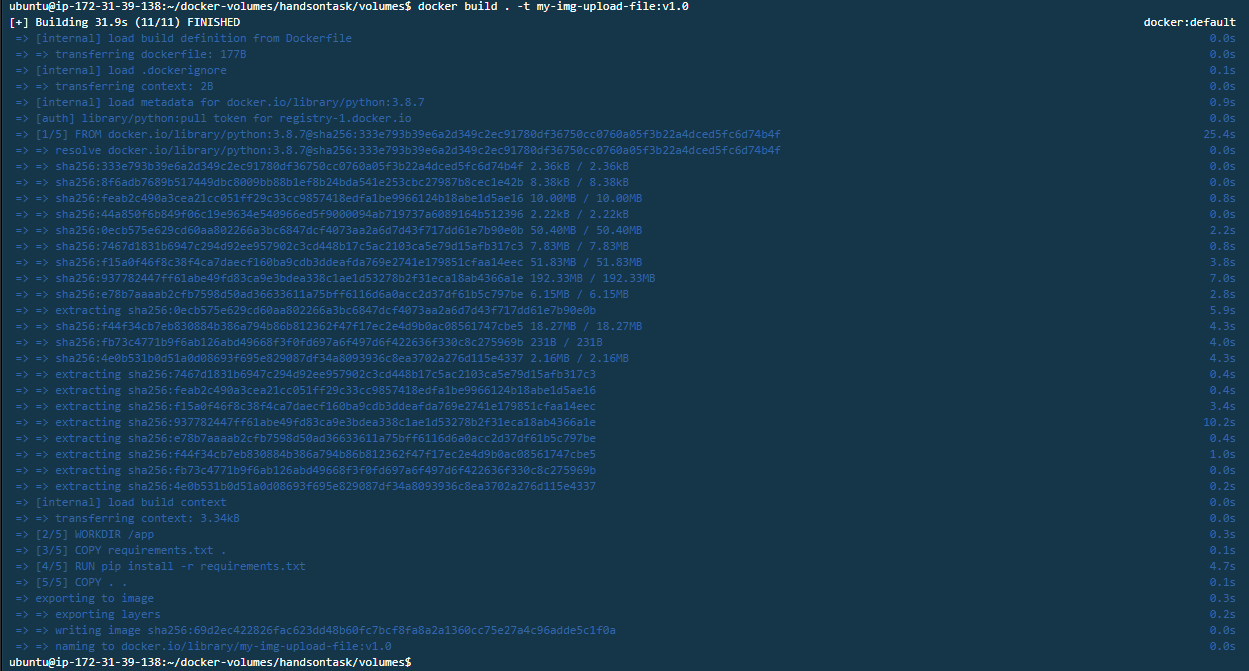 ubuntu@ip-172-31-39-138:~/docker-volumes/handsontask/volumes$ docker build . -t my-img-upload-file:v1.0
[+] Building 31.9s (11/11) FINISHED docker:default
=> [internal] load build definition from Dockerfile 0.0s
=> => transferring dockerfile: 177B 0.0s
=> [internal] load .dockerignore 0.1s
=> => transferring context: 2B 0.0s
=> [internal] load metadata for docker.io/library/python:3.8.7 0.9s
=> [auth] library/python:pull token for registry-1.docker.io 0.0s
=> [1/5] FROM docker.io/library/python:3.8.7@sha256:333e793b39e6a2d349c2ec91780df36750cc0760a05f3b22a4dced5fc6d74b4f 25.4s
=> => resolve docker.io/library/python:3.8.7@sha256:333e793b39e6a2d349c2ec91780df36750cc0760a05f3b22a4dced5fc6d74b4f 0.0s
=> => sha256:333e793b39e6a2d349c2ec91780df36750cc0760a05f3b22a4dced5fc6d74b4f 2.36kB / 2.36kB 0.0s
=> => sha256:8f6adb7689b517449dbc8009bb88b1ef8b24bda541e253cbc27987b8cec1e42b 8.38kB / 8.38kB 0.0s
=> => sha256:feab2c490a3cea21cc051ff29c33cc9857418edfa1be9966124b18abe1d5ae16 10.00MB / 10.00MB 0.8s
=> => sha256:44a850f6b849f06c19e9634e540966ed5f9000094ab719737a6089164b512396 2.22kB / 2.22kB 0.0s
=> => sha256:0ecb575e629cd60aa802266a3bc6847dcf4073aa2a6d7d43f717dd61e7b90e0b 50.40MB / 50.40MB 2.2s
=> => sha256:7467d1831b6947c294d92ee957902c3cd448b17c5ac2103ca5e79d15afb317c3 7.83MB / 7.83MB 0.8s
=> => sha256:f15a0f46f8c38f4ca7daecf160ba9cdb3ddeafda769e2741e179851cfaa14eec 51.83MB / 51.83MB 3.8s
=> => sha256:937782447ff61abe49fd83ca9e3bdea338c1ae1d53278b2f31eca18ab4366a1e 192.33MB / 192.33MB 7.0s
=> => sha256:e78b7aaaab2cfb7598d50ad36633611a75bff6116d6a0acc2d37df61b5c797be 6.15MB / 6.15MB 2.8s
=> => extracting sha256:0ecb575e629cd60aa802266a3bc6847dcf4073aa2a6d7d43f717dd61e7b90e0b 5.9s
=> => sha256:f44f34cb7eb830884b386a794b86b812362f47f17ec2e4d9b0ac08561747cbe5 18.27MB / 18.27MB 4.3s
=> => sha256:fb73c4771b9f6ab126abd49668f3f0fd697a6f497d6f422636f330c8c275969b 231B / 231B 4.0s
=> => sha256:4e0b531b0d51a0d08693f695e829087df34a8093936c8ea3702a276d115e4337 2.16MB / 2.16MB 4.3s
=> => extracting sha256:7467d1831b6947c294d92ee957902c3cd448b17c5ac2103ca5e79d15afb317c3 0.4s
=> => extracting sha256:feab2c490a3cea21cc051ff29c33cc9857418edfa1be9966124b18abe1d5ae16 0.4s
=> => extracting sha256:f15a0f46f8c38f4ca7daecf160ba9cdb3ddeafda769e2741e179851cfaa14eec 3.4s
=> => extracting sha256:937782447ff61abe49fd83ca9e3bdea338c1ae1d53278b2f31eca18ab4366a1e 10.2s
=> => extracting sha256:e78b7aaaab2cfb7598d50ad36633611a75bff6116d6a0acc2d37df61b5c797be 0.4s
=> => extracting sha256:f44f34cb7eb830884b386a794b86b812362f47f17ec2e4d9b0ac08561747cbe5 1.0s
=> => extracting sha256:fb73c4771b9f6ab126abd49668f3f0fd697a6f497d6f422636f330c8c275969b 0.0s
=> => extracting sha256:4e0b531b0d51a0d08693f695e829087df34a8093936c8ea3702a276d115e4337 0.2s
=> [internal] load build context 0.0s
=> => transferring context: 3.34kB 0.0s
=> [2/5] WORKDIR /app 0.3s
=> [3/5] COPY requirements.txt . 0.1s
=> [4/5] RUN pip install -r requirements.txt 4.7s
=> [5/5] COPY . . 0.1s
=> exporting to image 0.3s
=> => exporting layers 0.2s
=> => writing image sha256:69d2ec422826fac623dd48b60fc7bcf8fa8a2a1360cc75e27a4c96adde5c1f0a 0.0s
=> => naming to docker.io/library/my-img-upload-file:v1.0 0.0s
ubuntu@ip-172-31-39-138:~/docker-volumes/handsontask/volumes$